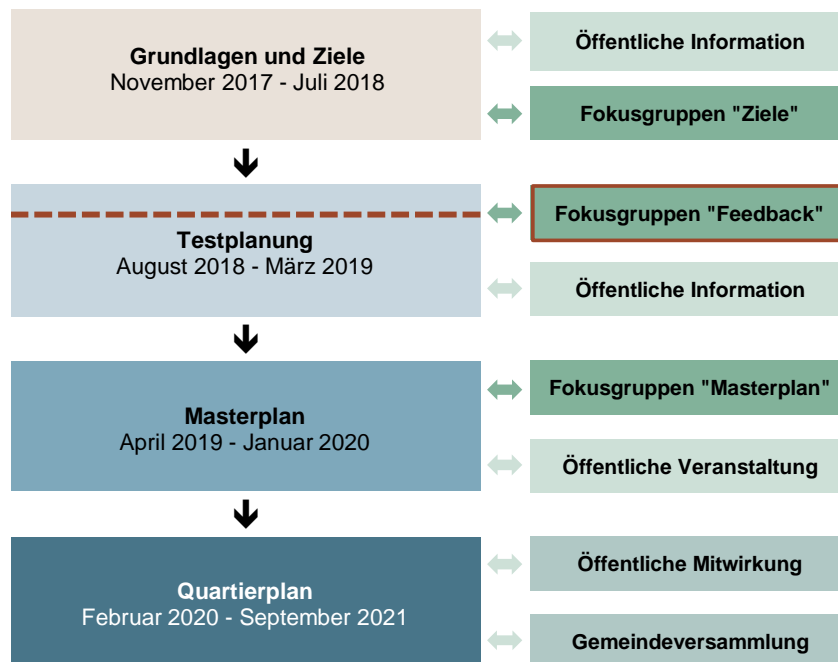 Grundlagen und Ziele
November 2017 - Juli 2018
Öffentliche Information
Fokusgruppen "Ziele"
Testplanung
August 2018 - März 2019
Fokusgruppen "Feedback"
Öffentliche Information
Masterplan
April 2019 - Januar 2020
Fokusgruppen "Masterplan"
Öffentliche Veranstaltung
Quartierplan
Februar 2020 - September 2021
Öffentliche Mitwirkung
Gemeindeversammlung